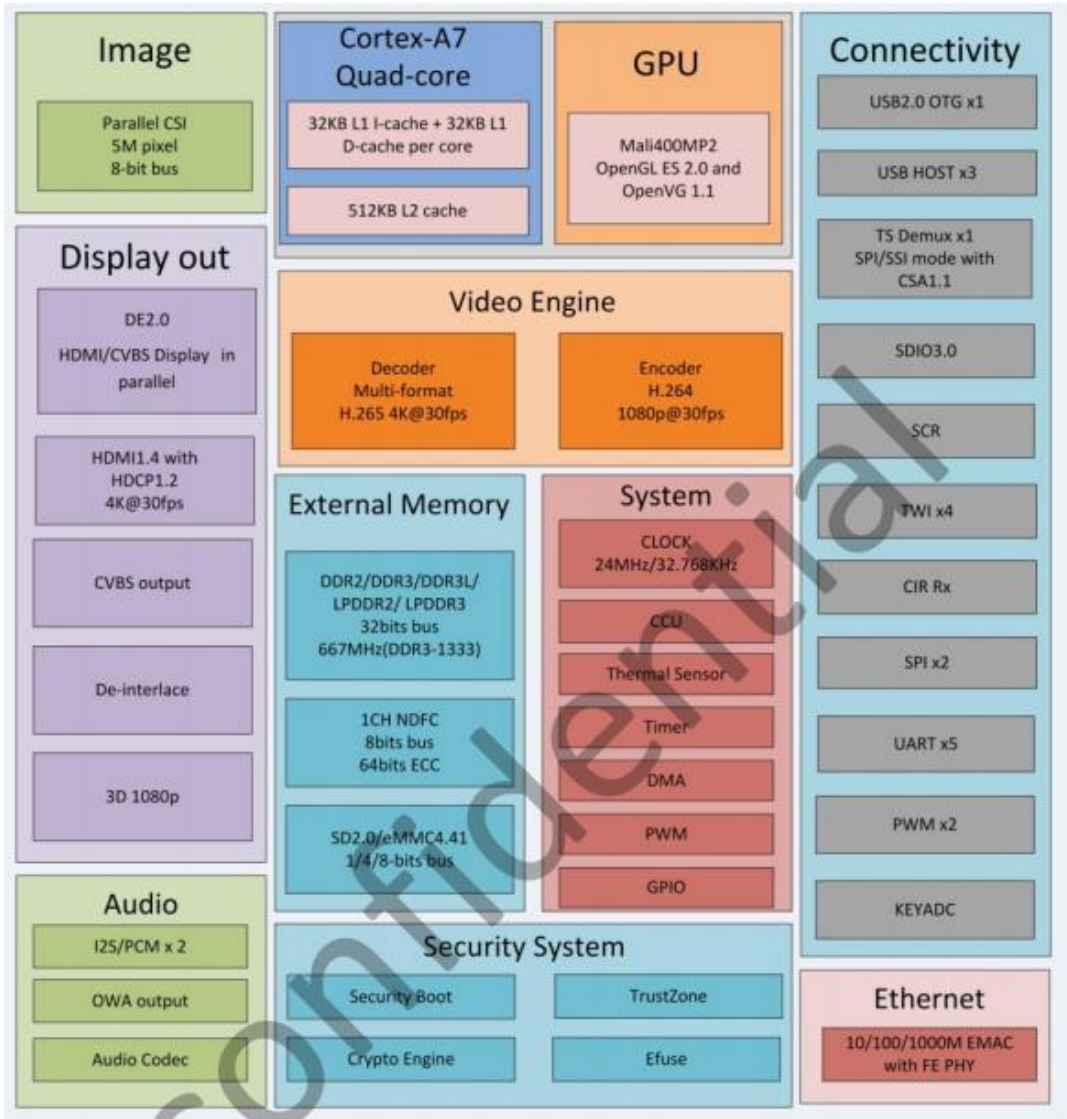 Image
Parallel CSI
5M pixel
8-bit bus
Cortex-A7
Quad-core
32KB L1 I-cache + 32KB L1
D-cache per core
512KB L2 cache
GPU
Mali400MP2
OpenGL ES 2.0 and
OpenVG 1.1
Connectivity
USB2.0 OTG x1
USB HOST x3
TS Demux x1
SPI/SSI mode with
CSA1.1
SDIO3.0
SCR
TWI x4
CIR Rx
SPI x2
UART x5
PWM x2
KEYADC
Display out
DE2.0
HDMI/CVBS Display in
parallel
HDMI1.4 with
HDCP1.2
4K@30fps
CVBS output
De-interlace
3D 1080p
Video Engine
Decoder
Multi-format
H.265 4K@30fps
Encoder
H.264
1080p@30fps
External Memory
DDR2/DDR3/DDR3L/
LPDDR2/ LPDDR3
32bits bus
667MHz(DDR3-1333)
1CH NDFC
8bits bus
64bits ECC
SD2.0/eMMC4.41
1/4/8-bits bus
System
CLOCK
24MHz/32.768KHz
CCU
Thermal Sensor
Timer
DMA
PWM
GPIO
Audio
I2S/PCM x 2
OWA output
Audio Codec
Security System
Security Boot
TrustZone
Crypto Engine
Efuse
Ethernet
10/100/1000M EMAC
with FE PHY
Confidential